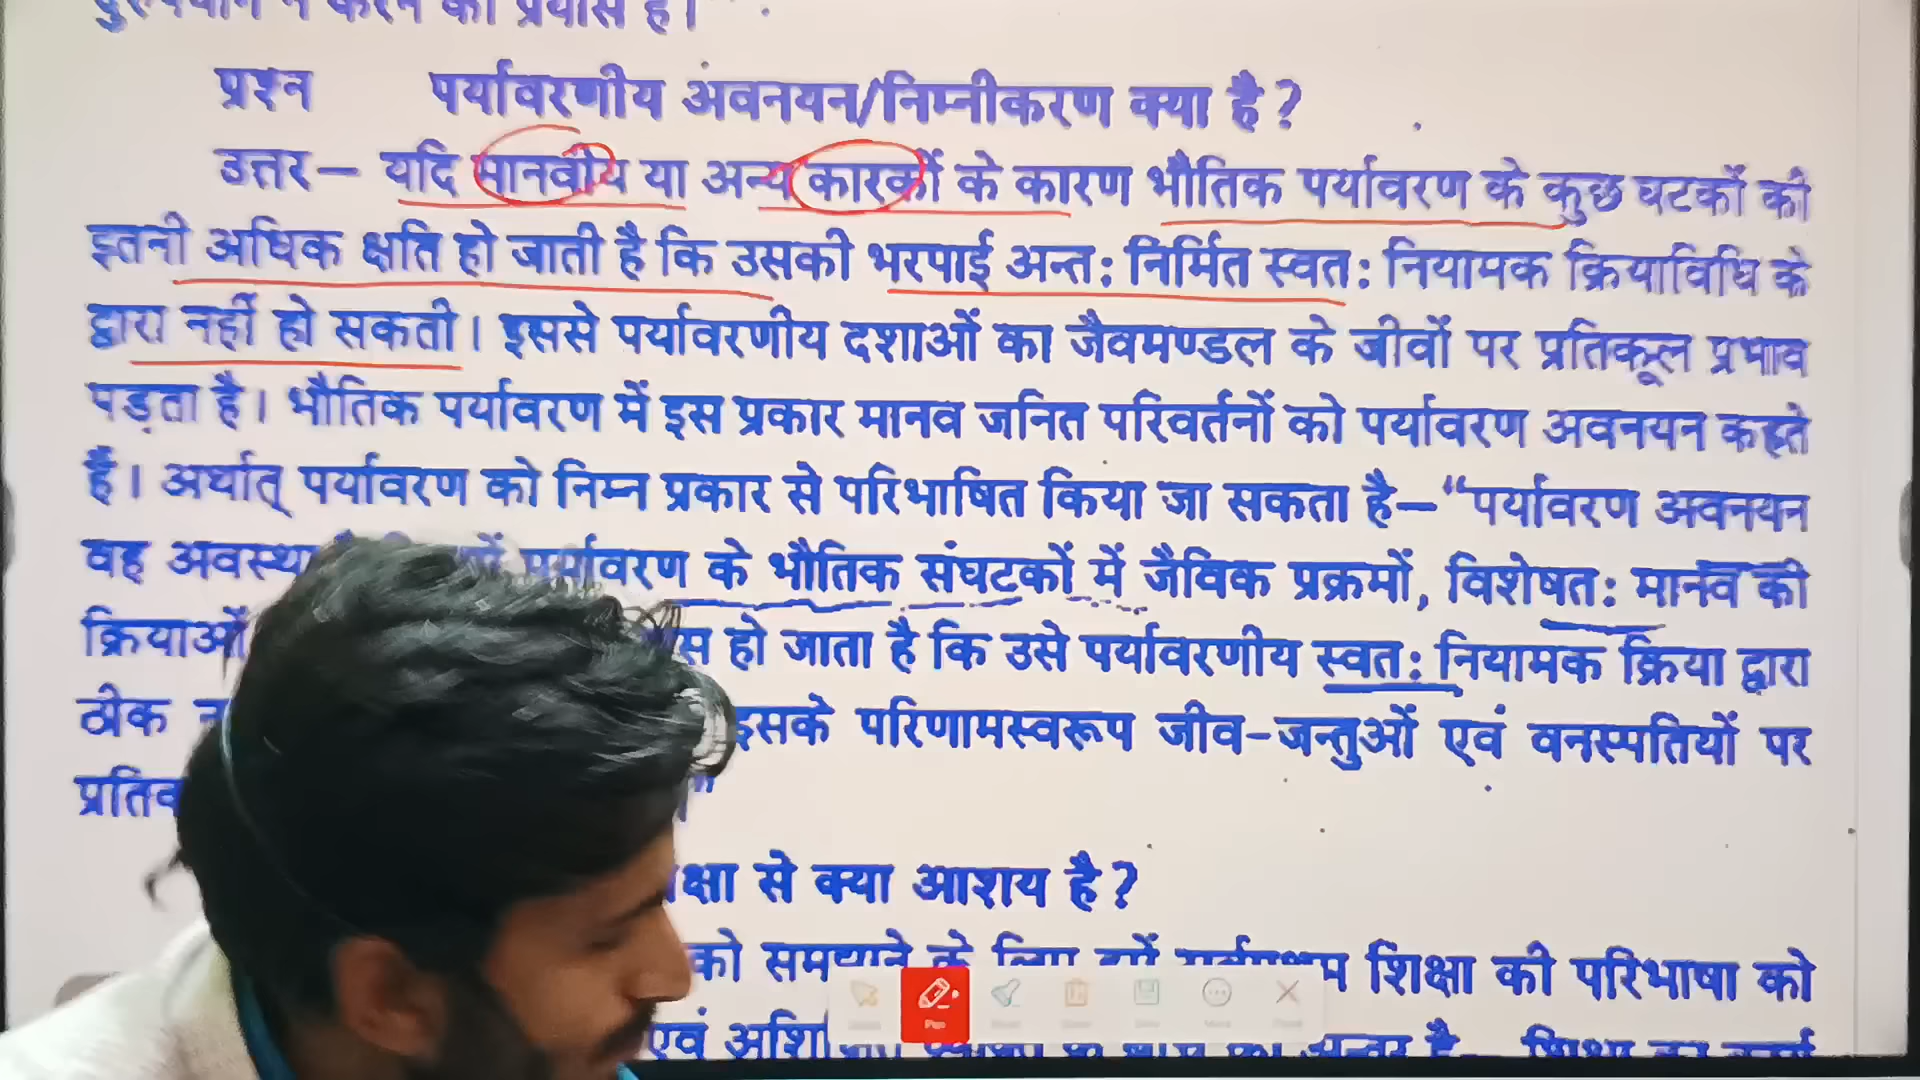 प्रयास है।
प्रश्न पर्यावरणीय अवनयन/निम्नीकरण क्या है?
उत्तर– यदि मानवीय या अन्य कारकों के कारण भौतिक पर्यावरण के कुछ घटकों की
इतनी अधिक क्षति हो जाती है कि उसकी भरपाई अन्त: निर्मित स्वत: नियामक क्रियाविधि के
द्वारा नहीं हो सकती। इससे पर्यावरणीय दशाओं का जैवमण्डल के जीवों पर प्रतिकूल प्रभाव
पड़ता है। भौतिक पर्यावरण में इस प्रकार मानव जनित परिवर्तनों को पर्यावरण अवनयन कहते
हैं। अर्थात् पर्यावरण को निम्न प्रकार से परिभाषित किया जा सकता है–“पर्यावरण अवनयन
वह पर्यावरण के भौतिक संघटकों में जैविक प्रक्रमों, विशेषत: मानव की
क्रियाओं हो जाता है कि उसे पर्यावरणीय स्वत: नियामक क्रिया द्वारा
ठीक इसके परिणामस्वरूप जीव-जन्तुओं एवं वनस्पतियों पर
से क्या आशय है?
को शिक्षा की परिभाषा को
एवं
Pen